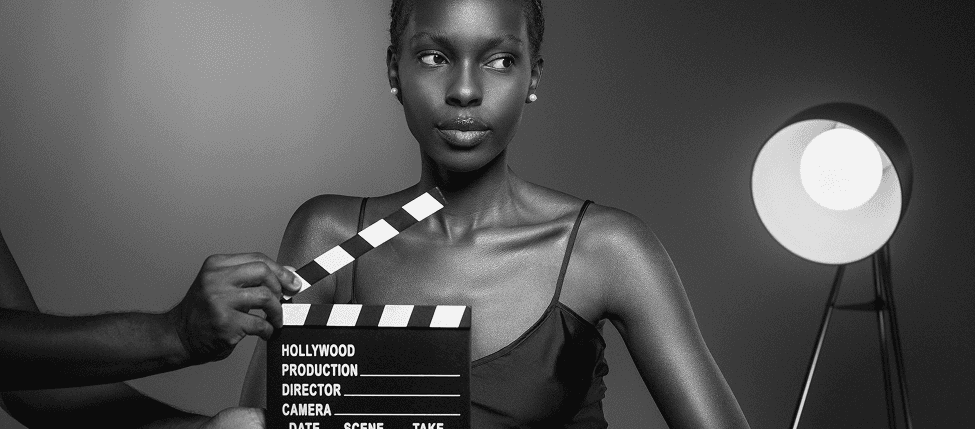 HOLLYWOOD
PRODUCTION
DIRECTOR
CAMERA
DATE SCENE TAKE